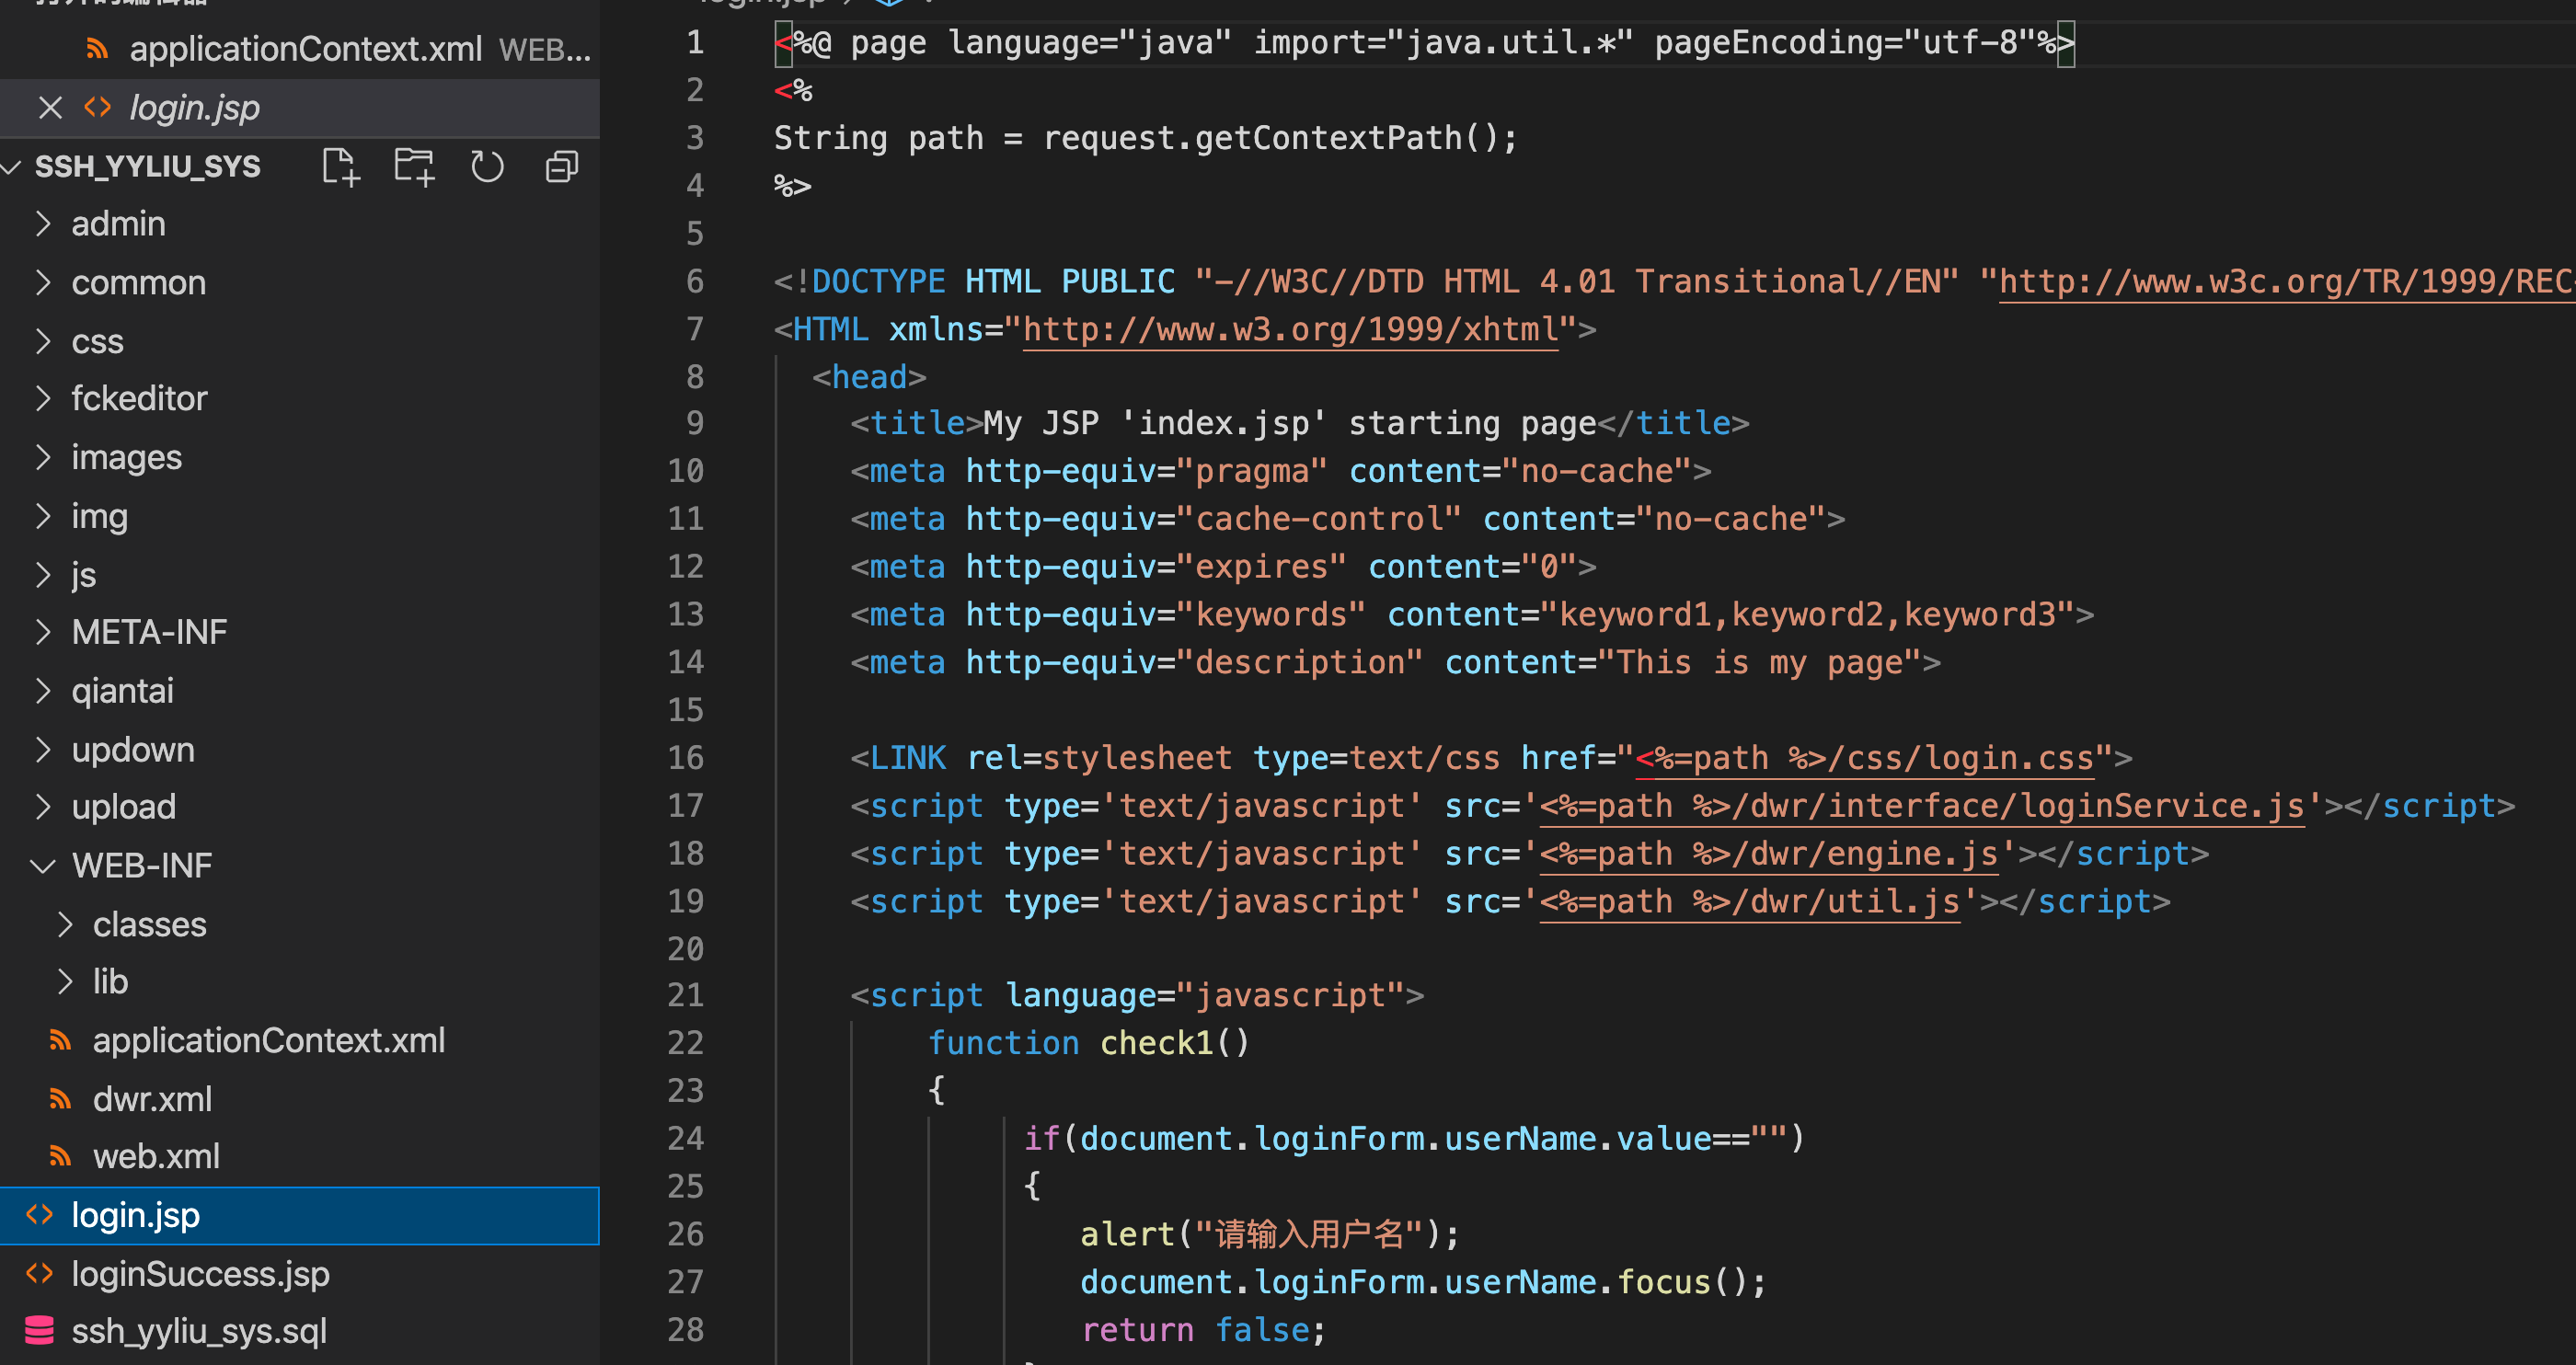 applicationContext.xml WEB...
login.jsp
SSH_YYLIU_SYS
admin
common
css
fckeditor
images
img
js
META-INF
qiantai
updown
upload
WEB-INF
classes
lib
applicationContext.xml
dwr.xml
web.xml
login.jsp
loginSuccess.jsp
ssh_yyliu_sys.sql
1 <%@ page language="java" import="java.util.*" pageEncoding="utf-8"%>
2 <%
3 String path = request.getContextPath();
4 %>
5
6 <!DOCTYPE HTML PUBLIC "-//W3C//DTD HTML 4.01 Transitional//EN" "http://www.w3c.org/TR/1999/REC
7 <HTML xmlns="http://www.w3.org/1999/xhtml">
8 <head>
9 <title>My JSP 'index.jsp' starting page</title>
10 <meta http-equiv="pragma" content="no-cache">
11 <meta http-equiv="cache-control" content="no-cache">
12 <meta http-equiv="expires" content="0">
13 <meta http-equiv="keywords" content="keyword1,keyword2,keyword3">
14 <meta http-equiv="description" content="This is my page">
15
16 <LINK rel=stylesheet type=text/css href="<%=path %>/css/login.css">
17 <script type='text/javascript' src='<%=path %>/dwr/interface/loginService.js'></script>
18 <script type='text/javascript' src='<%=path %>/dwr/engine.js'></script>
19 <script type='text/javascript' src='<%=path %>/dwr/util.js'></script>
20
21 <script language="javascript">
22 function check1()
23 {
24 if(document.loginForm.userName.value=="")
25 {
26 alert("请输入用户名");
27 document.loginForm.userName.focus();
28 return false;